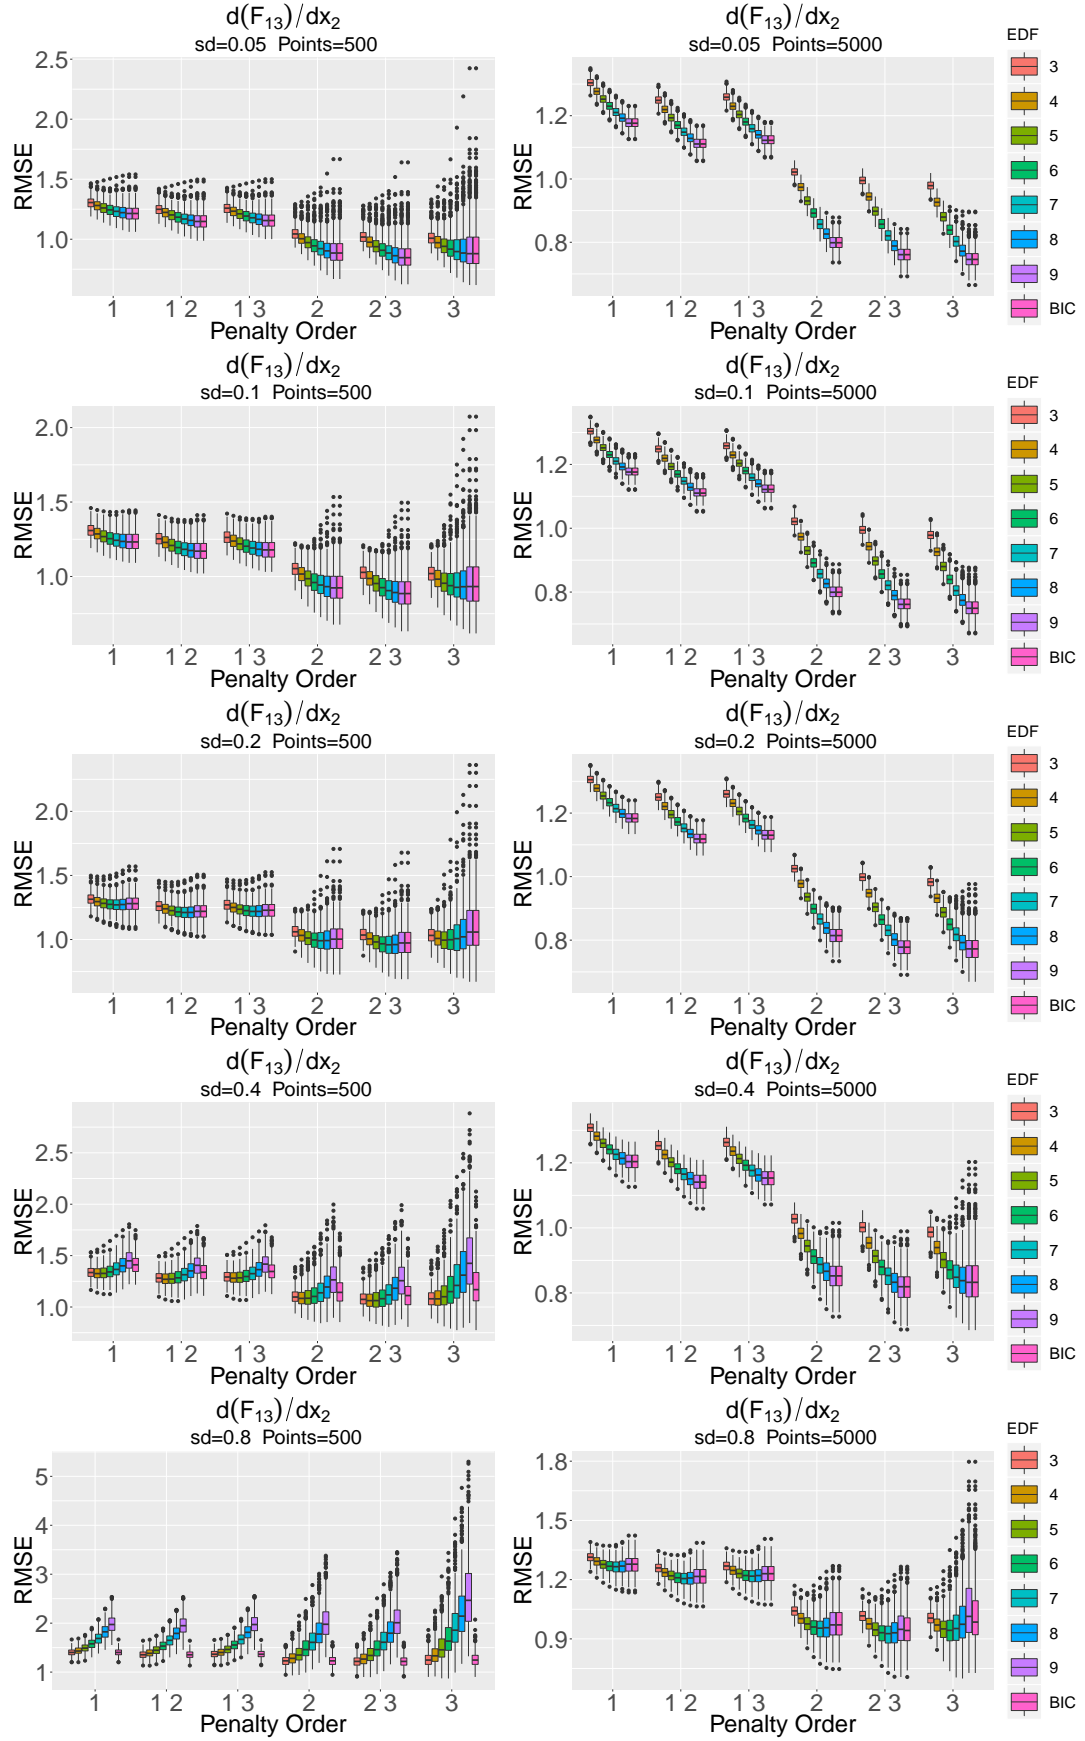 d(F₁₃)/dx₂
sd=0.05 Points=500
RMSE
2.5
2.0
1.5
1.0
1
1 2
1 3
2
2 3
3
Penalty Order
d(F₁₃)/dx₂
sd=0.05 Points=5000
RMSE
1.2
1.0
0.8
1
1 2
1 3
2
2 3
3
Penalty Order
EDF
3
4
5
6
7
8
9
BIC
d(F₁₃)/dx₂
sd=0.1 Points=500
RMSE
2.0
1.5
1.0
1
1 2
1 3
2
2 3
3
Penalty Order
d(F₁₃)/dx₂
sd=0.1 Points=5000
RMSE
1.2
1.0
0.8
1
1 2
1 3
2
2 3
3
Penalty Order
EDF
3
4
5
6
7
8
9
BIC
d(F₁₃)/dx₂
sd=0.2 Points=500
RMSE
2.0
1.5
1.0
1
1 2
1 3
2
2 3
3
Penalty Order
d(F₁₃)/dx₂
sd=0.2 Points=5000
RMSE
1.2
1.0
0.8
1
1 2
1 3
2
2 3
3
Penalty Order
EDF
3
4
5
6
7
8
9
BIC
d(F₁₃)/dx₂
sd=0.4 Points=500
RMSE
2.5
2.0
1.5
1.0
1
1 2
1 3
2
2 3
3
Penalty Order
d(F₁₃)/dx₂
sd=0.4 Points=5000
RMSE
1.2
1.0
0.8
1
1 2
1 3
2
2 3
3
Penalty Order
EDF
3
4
5
6
7
8
9
BIC
d(F₁₃)/dx₂
sd=0.8 Points=500
RMSE
5
4
3
2
1
1
1 2
1 3
2
2 3
3
Penalty Order
d(F₁₃)/dx₂
sd=0.8 Points=5000
RMSE
1.8
1.5
1.2
0.9
1
1 2
1 3
2
2 3
3
Penalty Order
EDF
3
4
5
6
7
8
9
BIC